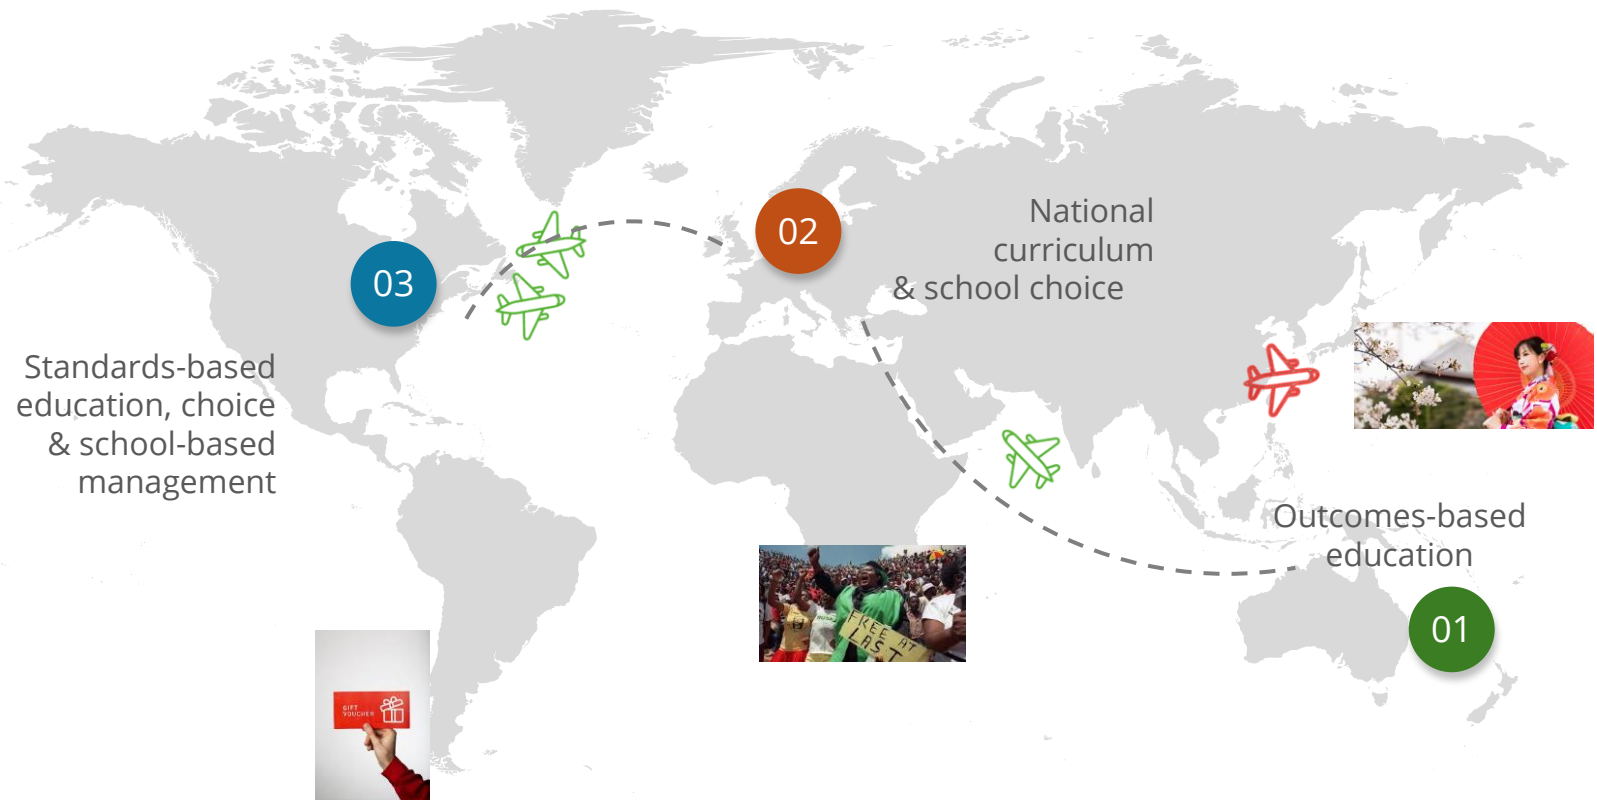 02
National
curriculum
& school choice
03
Standards-based
education, choice
& school-based
management
Outcomes-based
education
01
FREE AT
LAST
GIFT
VOUCHER